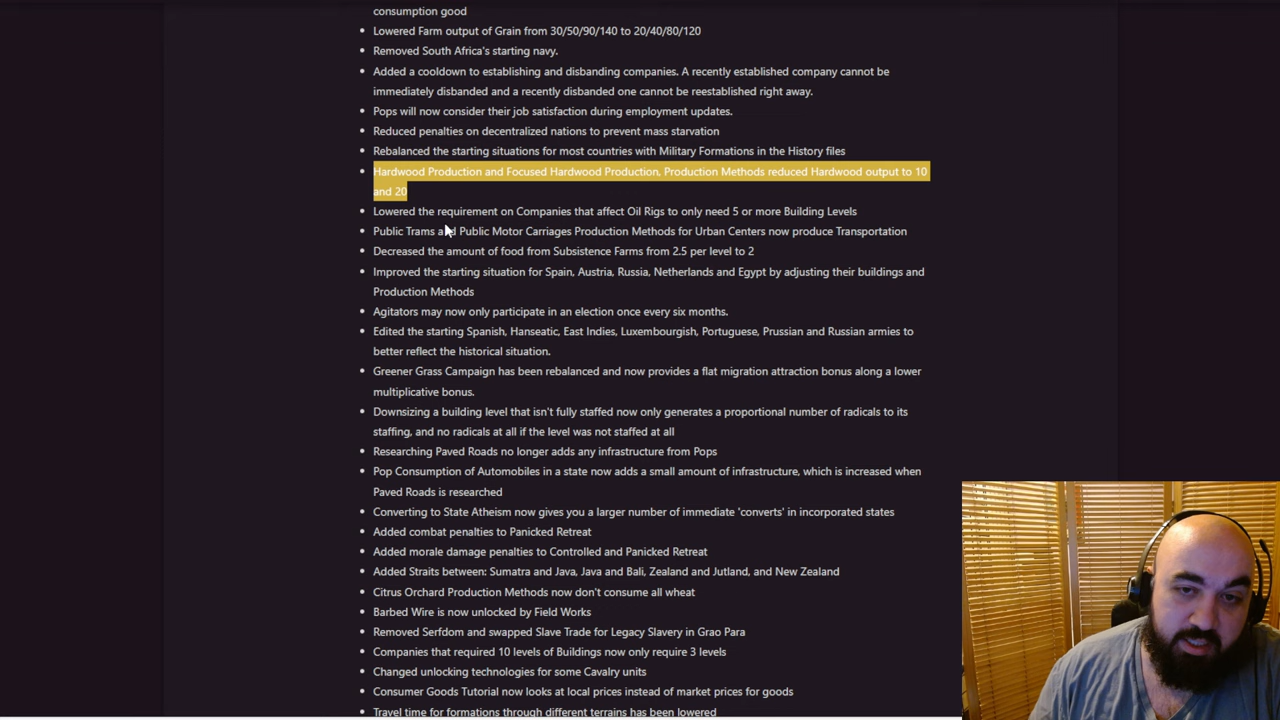 consumption good
Lowered Farm output of Grain from 30/50/90/140 to 20/40/80/120
Removed South Africa's starting navy.
Added a cooldown to establishing and disbanding companies. A recently established company cannot be
immediately disbanded and a recently disbanded one cannot be reestablished right away.
Pops will now consider their job satisfaction during employment updates.
Reduced penalties on decentralized nations to prevent mass starvation
Rebalanced the starting situations for most countries with Military Formations in the History files
Hardwood Production and Focused Hardwood Production, Production Methods reduced Hardwood output to 10
and 20
Lowered the requirement on Companies that affect Oil Rigs to only need 5 or more Building Levels
Public Trams and Public Motor Carriages Production Methods for Urban Centers now produce Transportation
Decreased the amount of food from Subsistence Farms from 2.5 per level to 2
Improved the starting situation for Spain, Austria, Russia, Netherlands and Egypt by adjusting their buildings and
Production Methods
Agitators may now only participate in an election once every six months.
Edited the starting Spanish, Hanseatic, East Indies, Luxembourgish, Portuguese, Prussian and Russian armies to
better reflect the historical situation.
Greener Grass Campaign has been rebalanced and now provides a flat migration attraction bonus along a lower
multiplicative bonus.
Downsizing a building level that isn't fully staffed now only generates a proportional number of radicals to its
staffing, and no radicals at all if the level was not staffed at all
Researching Paved Roads no longer adds any infrastructure from Pops
Pop Consumption of Automobiles in a state now adds a small amount of infrastructure, which is increased when
Paved Roads is researched
Converting to State Atheism now gives you a larger number of immediate 'converts' in incorporated states
Added combat penalties to Panicked Retreat
Added morale damage penalties to Controlled and Panicked Retreat
Added Straits between: Sumatra and Java, Java and Bali, Zealand and Jutland, and New Zealand
Citrus Orchard Production Methods now don't consume all wheat
Barbed Wire is now unlocked by Field Works
Removed Serfdom and swapped Slave Trade for Legacy Slavery in Grao Para
Companies that required 10 levels of Buildings now only require 3 levels
Changed unlocking technologies for some Cavalry units
Consumer Goods Tutorial now looks at local prices instead of market prices for goods
Travel time for formations through different terrains has been lowered